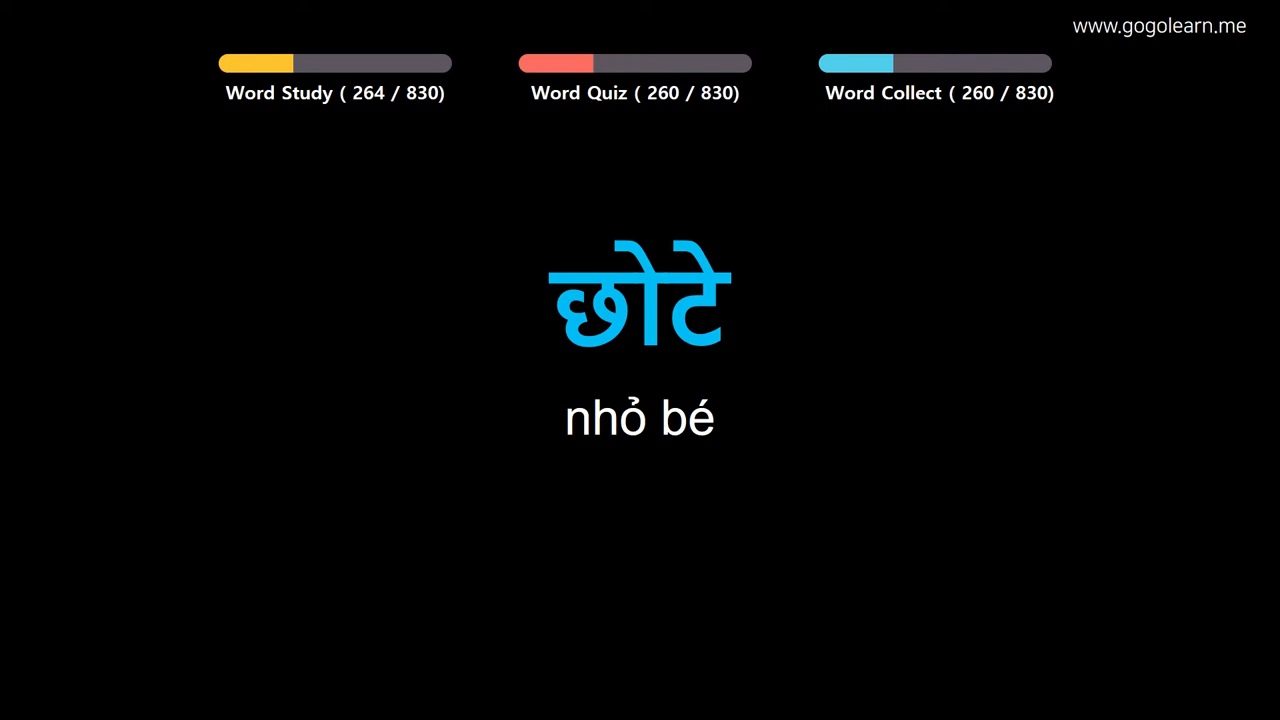 www.gogolearn.me
Word Study ( 264 / 830)
Word Quiz ( 260 / 830)
Word Collect ( 260 / 830)
छोटे
nhỏ bé